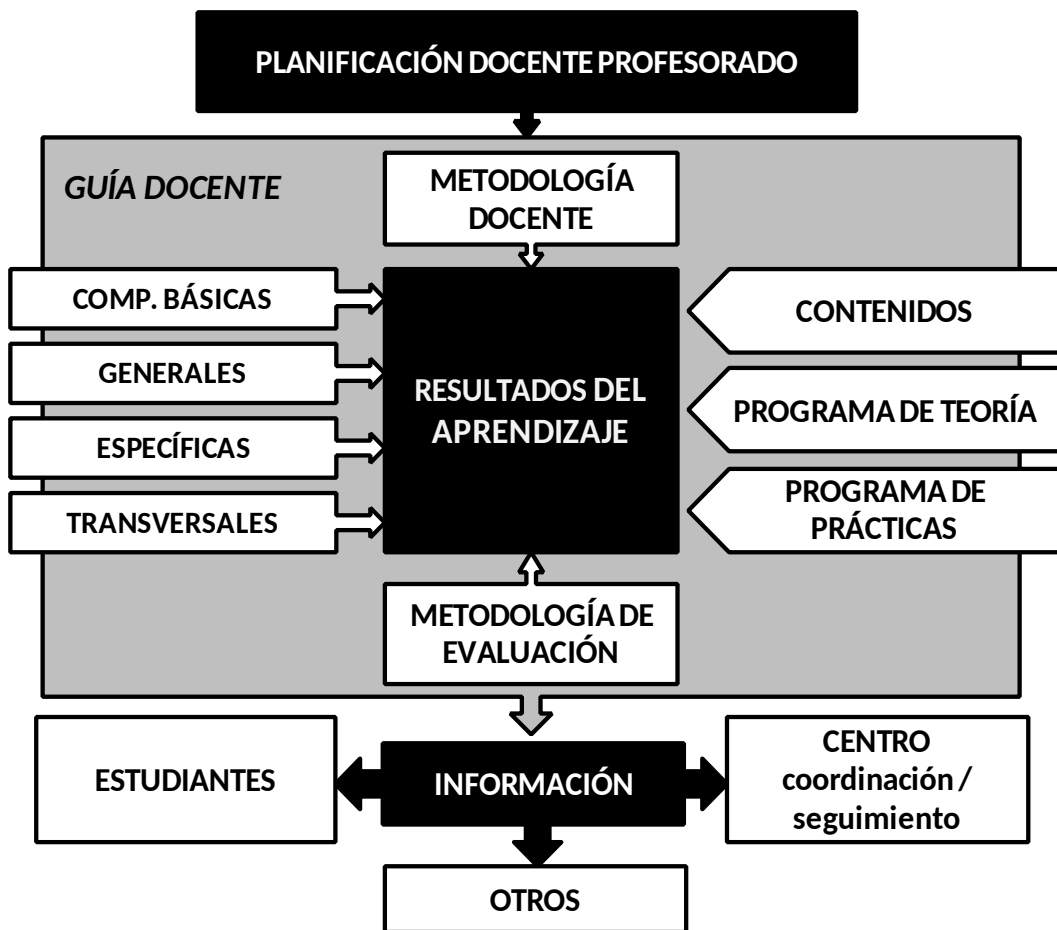 PLANIFICACIÓN DOCENTE PROFESORADO
GUÍA DOCENTE
METODOLOGÍA
DOCENTE
COMP. BÁSICAS
GENERALES
ESPECÍFICAS
TRANSVERSALES
RESULTADOS DEL
APRENDIZAJE
CONTENIDOS
PROGRAMA DE TEORÍA
PROGRAMA DE
PRÁCTICAS
METODOLOGÍA DE
EVALUACIÓN
ESTUDIANTES
INFORMACIÓN
CENTRO
coordinación /
seguimiento
OTROS